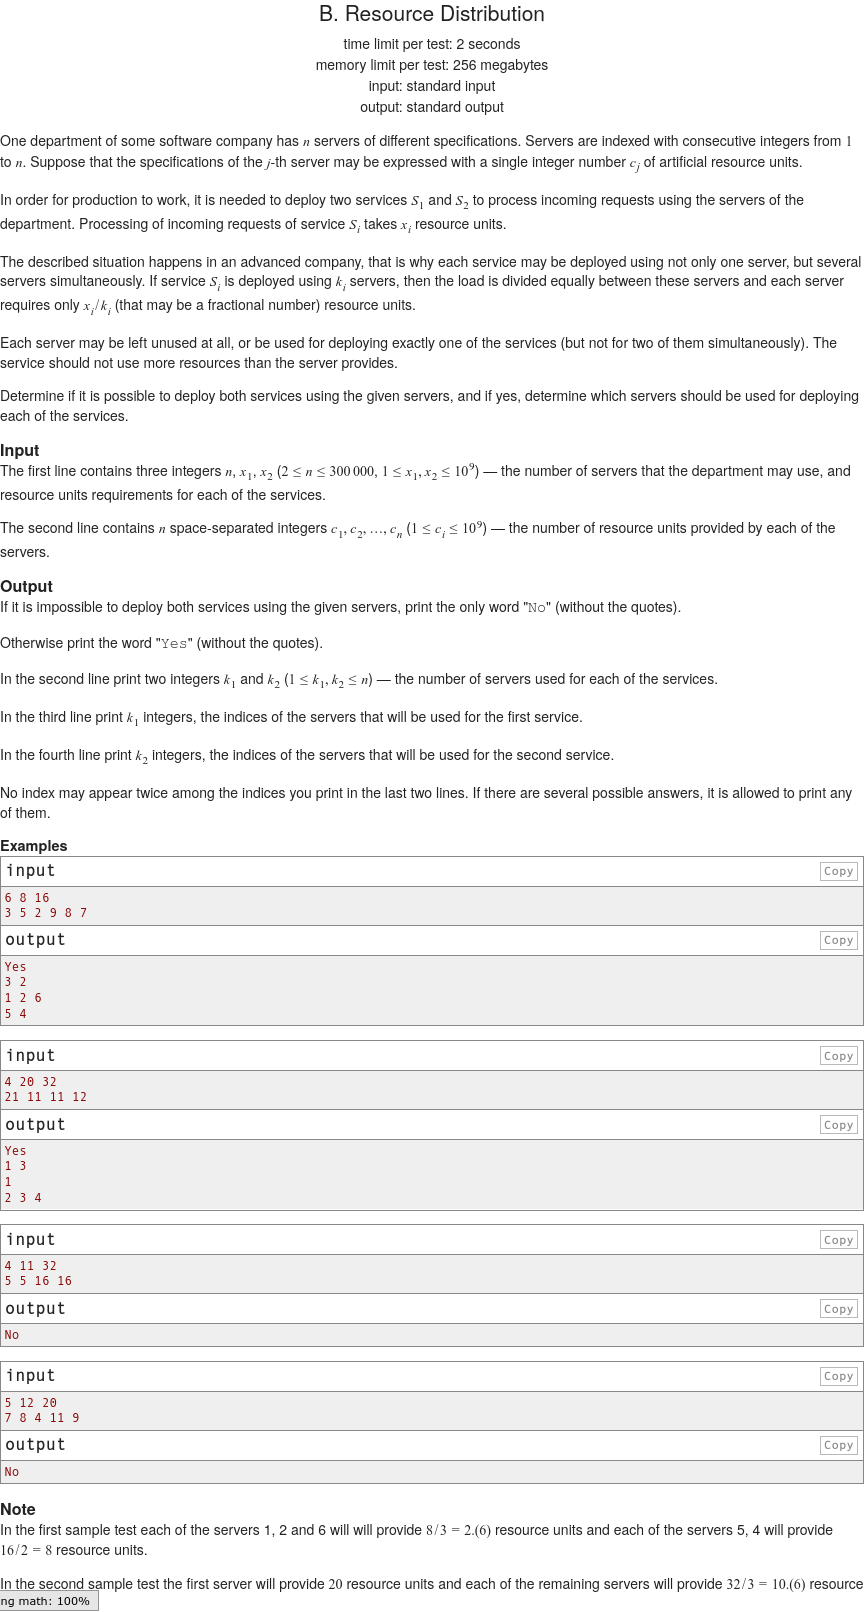 B. Resource Distribution
time limit per test: 2 seconds
memory limit per test: 256 megabytes
input: standard input
output: standard output
One department of some software company has n servers of different specifications. Servers are indexed with consecutive integers from 1
to n. Suppose that the specifications of the j-th server may be expressed with a single integer number c_j of artificial resource units.
In order for production to work, it is needed to deploy two services S_1 and S_2 to process incoming requests using the servers of the
department. Processing of incoming requests of service S_i takes x_i resource units.
The described situation happens in an advanced company, that is why each service may be deployed using not only one server, but several
servers simultaneously. If service S_i is deployed using k_i servers, then the load is divided equally between these servers and each server
requires only x_i / k_i (that may be a fractional number) resource units.
Each server may be left unused at all, or be used for deploying exactly one of the services (but not for two of them simultaneously). The
service should not use more resources than the server provides.
Determine if it is possible to deploy both services using the given servers, and if yes, determine which servers should be used for deploying
each of the services.
Input
The first line contains three integers n, x_1, x_2 (2 ≤ n ≤ 300 000, 1 ≤ x_1, x_2 ≤ 10^9) — the number of servers that the department may use, and
resource units requirements for each of the services.
The second line contains n space-separated integers c_1, c_2, …, c_n (1 ≤ c_i ≤ 10^9) — the number of resource units provided by each of the
servers.
Output
If it is impossible to deploy both services using the given servers, print the only word "No" (without the quotes).
Otherwise print the word "Yes" (without the quotes).
In the second line print two integers k_1 and k_2 (1 ≤ k_1, k_2 ≤ n) — the number of servers used for each of the services.
In the third line print k_1 integers, the indices of the servers that will be used for the first service.
In the fourth line print k_2 integers, the indices of the servers that will be used for the second service.
No index may appear twice among the indices you print in the last two lines. If there are several possible answers, it is allowed to print any
of them.
Examples
input Copy
6 8 16
3 5 2 9 8 7
output Copy
Yes
3 2
1 2 6
5 4
input Copy
4 20 32
21 11 11 12
output Copy
Yes
1 3
1
2 3 4
input Copy
4 11 32
5 5 16 16
output Copy
No
input Copy
5 12 20
7 8 4 11 9
output Copy
No
Note
In the first sample test each of the servers 1, 2 and 6 will will provide 8 / 3 = 2.(6) resource units and each of the servers 5, 4 will provide
16 / 2 = 8 resource units.
In the second sample test the first server will provide 20 resource units and each of the remaining servers will provide 32 / 3 = 10.(6) resource
ng math: 100%